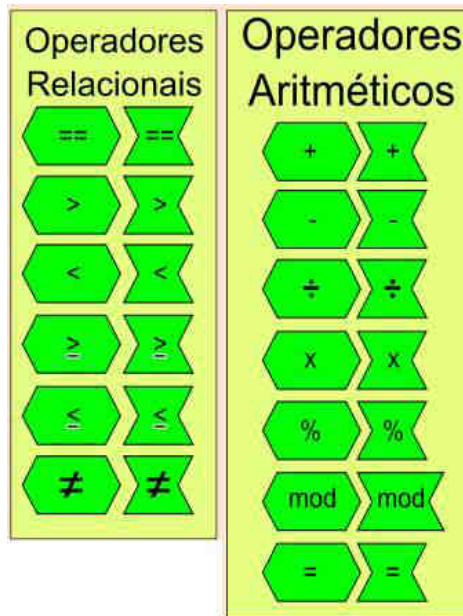 Operadores
Relacionais
== ==
> >
< <
≥ ≥
≤ ≤
≠ ≠
Operadores
Aritméticos
+ +
- -
÷ ÷
x x
% %
mod mod
= =